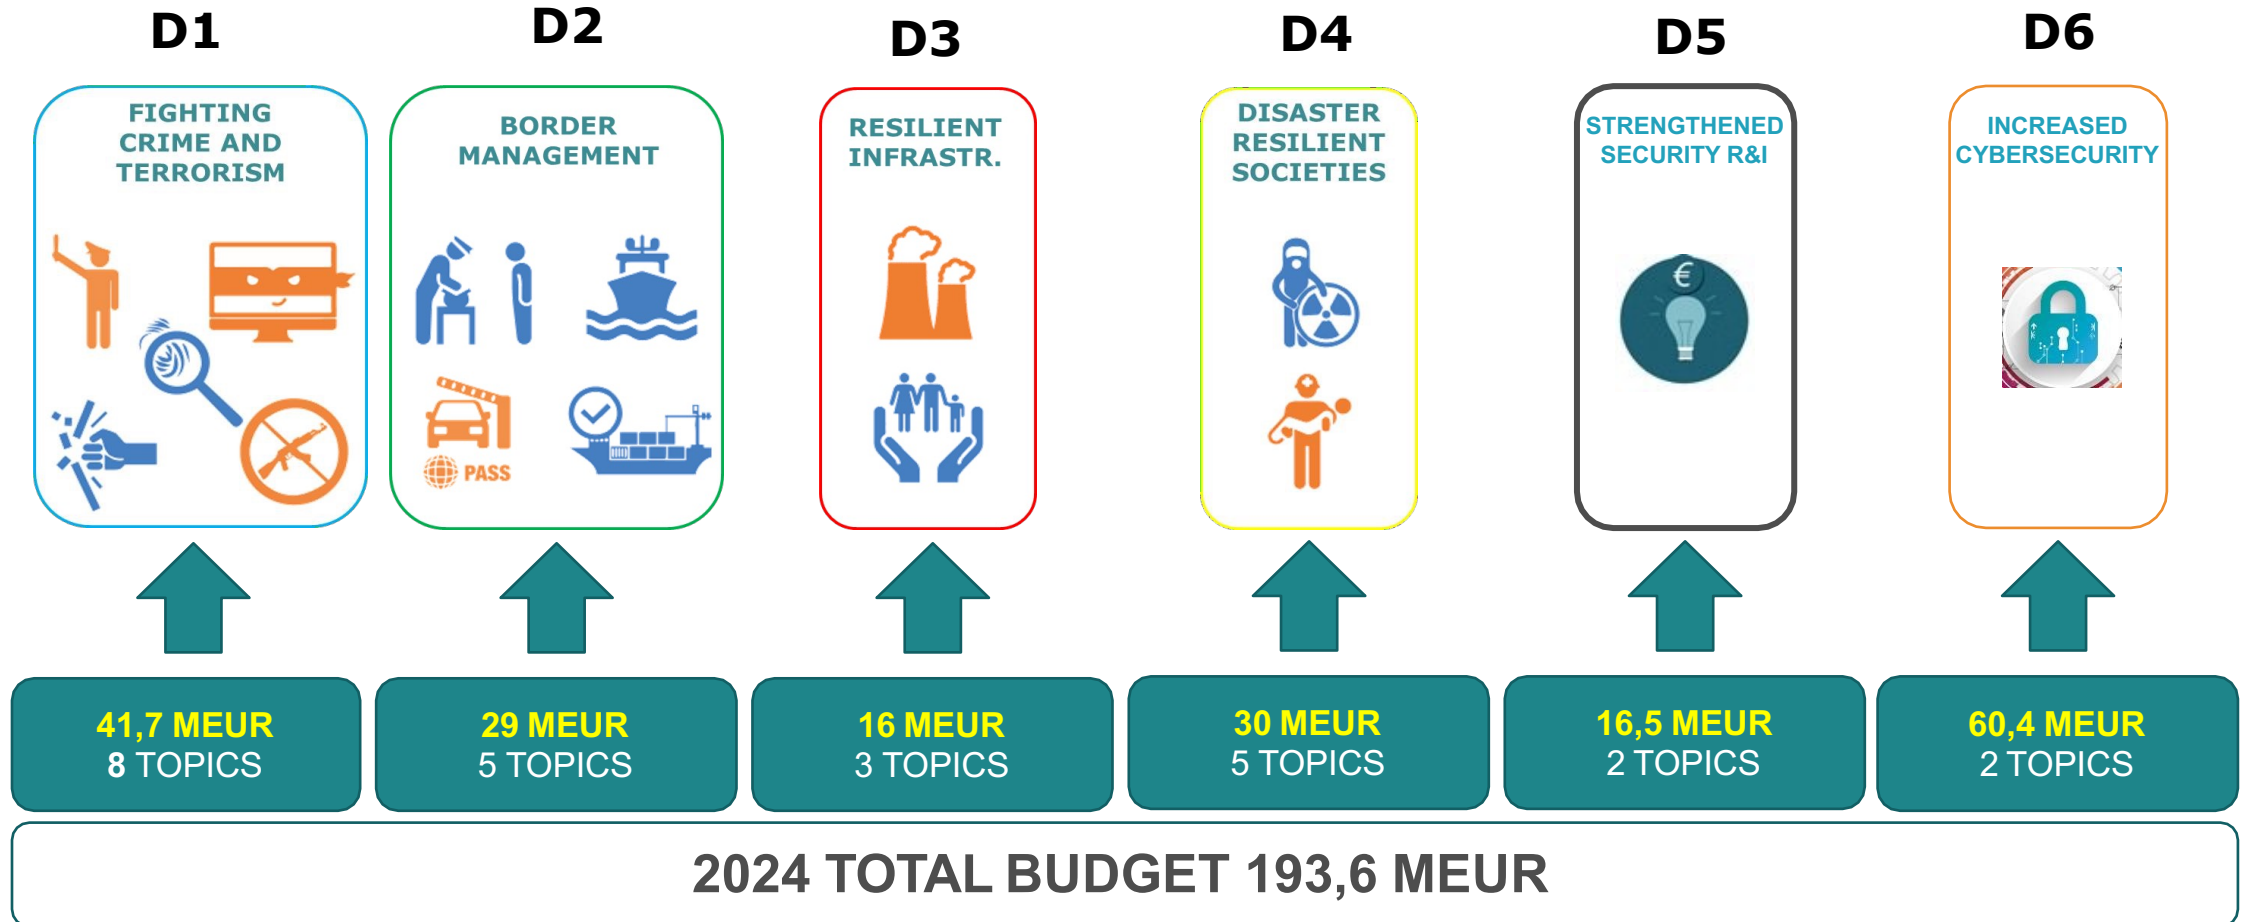 D1
D2
D3
D4
D5
D6
FIGHTING
CRIME AND
TERRORISM
BORDER
MANAGEMENT
PASS
RESILIENT
INFRASTR.
DISASTER
RESILIENT
SOCIETIES
STRENGTHENED
SECURITY R&I
€
INCREASED
CYBERSECURITY
41,7 MEUR
8 TOPICS
29 MEUR
5 TOPICS
16 MEUR
3 TOPICS
30 MEUR
5 TOPICS
16,5 MEUR
2 TOPICS
60,4 MEUR
2 TOPICS
2024 TOTAL BUDGET 193,6 MEUR